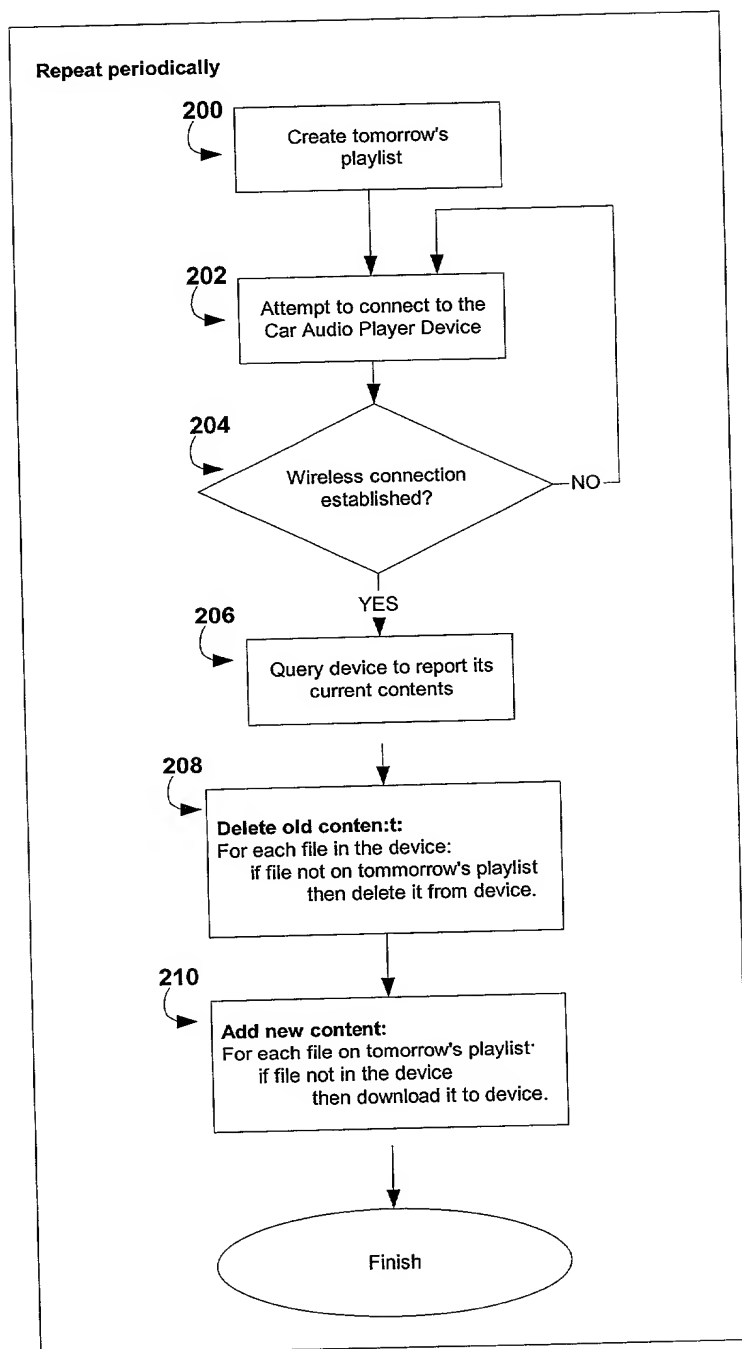 Repeat periodically
200
Create tomorrow's
playlist
202
Attempt to connect to the
Car Audio Player Device
204
Wireless connection
established?
NO
YES
206
Query device to report its
current contents
208
Delete old conten:t:
For each file in the device:
if file not on tommorrow's playlist
then delete it from device.
210
Add new content:
For each file on tomorrow's playlist:
if file not in the device
then download it to device.
Finish